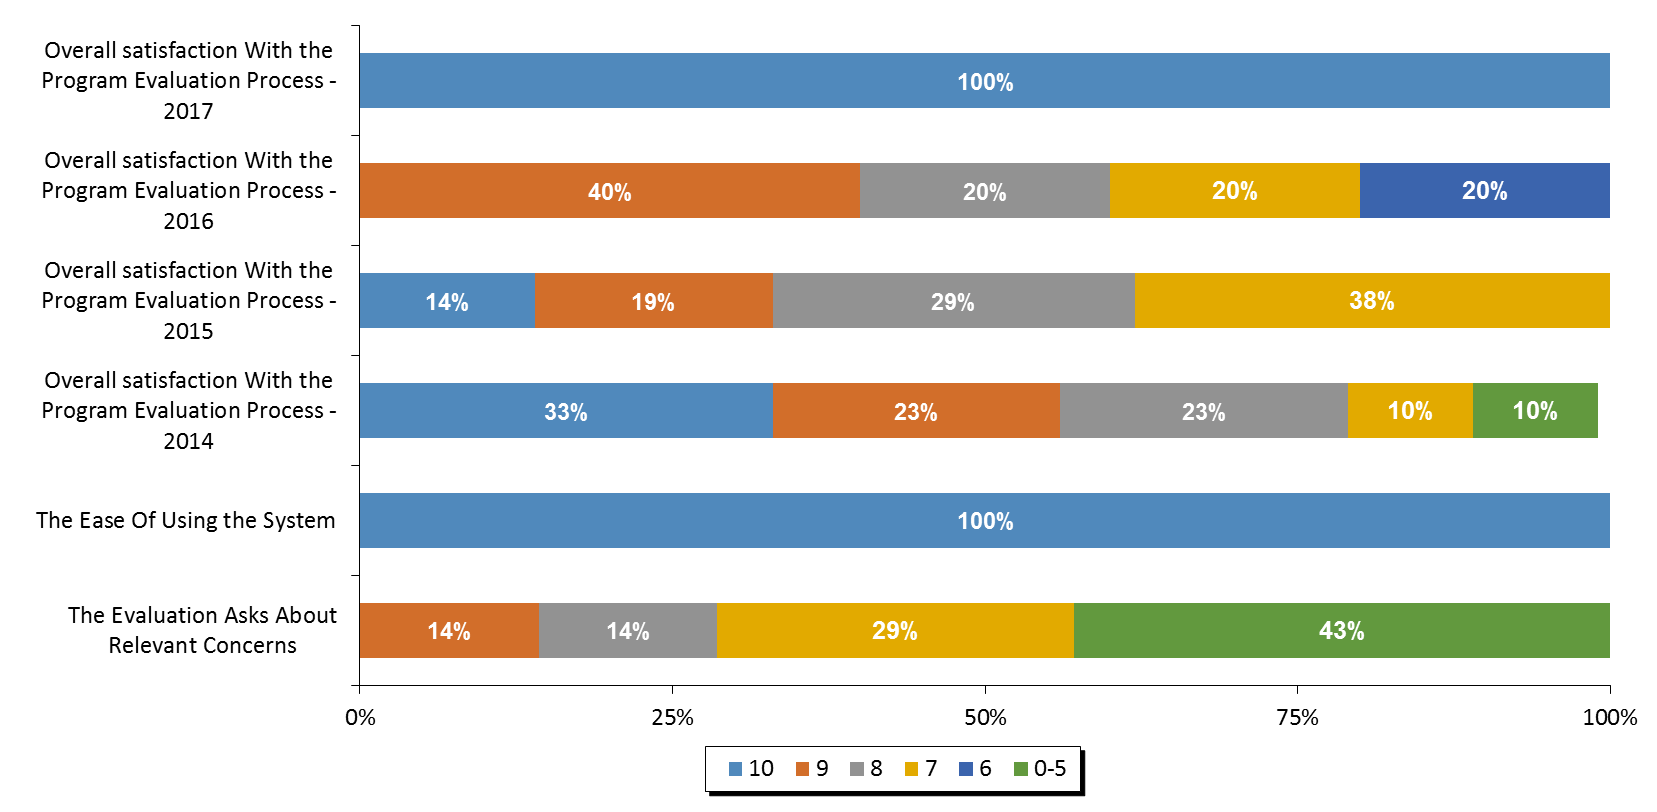 Overall satisfaction With the
Program Evaluation Process -
2017
100%
Overall satisfaction With the
Program Evaluation Process -
2016
40% 20% 20% 20%
Overall satisfaction With the
Program Evaluation Process -
2015
14% 19% 29% 38%
Overall satisfaction With the
Program Evaluation Process -
2014
33% 23% 23% 10% 10%
The Ease Of Using the System
100%
The Evaluation Asks About
Relevant Concerns
14% 14% 29% 43%
0% 25% 50% 75% 100%
10 9 8 7 6 0-5